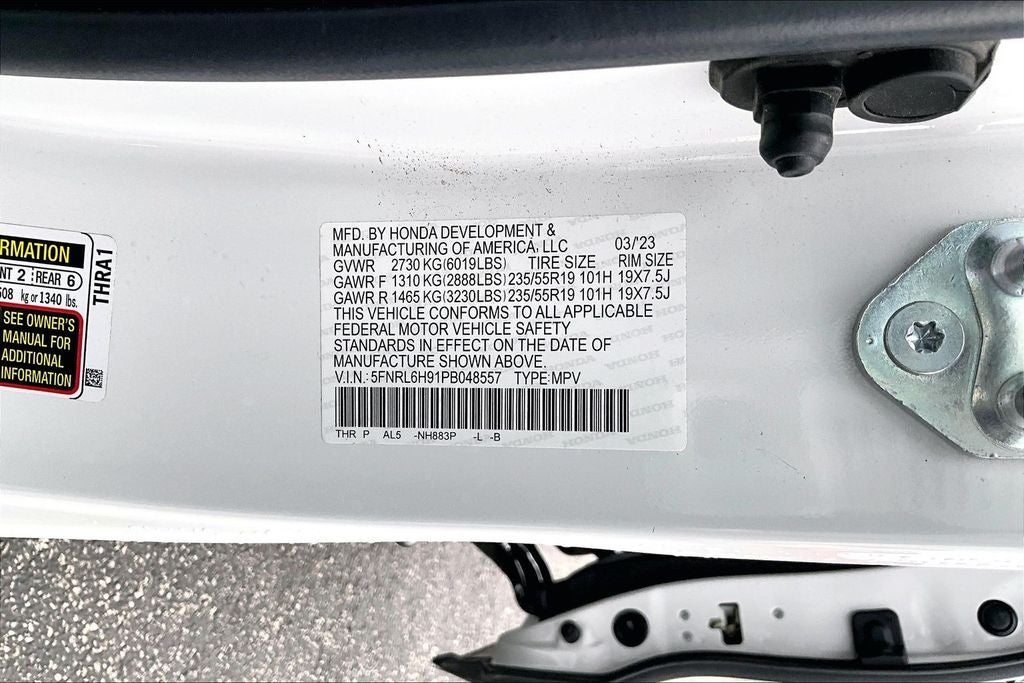 RMATION
NT 2 : REAR 6
608 kg or 1340 lbs.
SEE OWNER'S
MANUAL FOR
ADDITIONAL
INFORMATION
THRA1
MFD. BY HONDA DEVELOPMENT &
MANUFACTURING OF AMERICA, LLC 03/'23
GVWR 2730 KG(6019LBS) TIRE SIZE RIM SIZE
GAWR F 1310 KG(2888LBS) 235/55R19 101H 19X7.5J
GAWR R 1465 KG(3230LBS) 235/55R19 101H 19X7.5J
THIS VEHICLE CONFORMS TO ALL APPLICABLE
FEDERAL MOTOR VEHICLE SAFETY
STANDARDS IN EFFECT ON THE DATE OF
MANUFACTURE SHOWN ABOVE.
V.I.N.: 5FNRL6H91PB048557 TYPE:MPV
THR P AL5 -NH883P -L -B